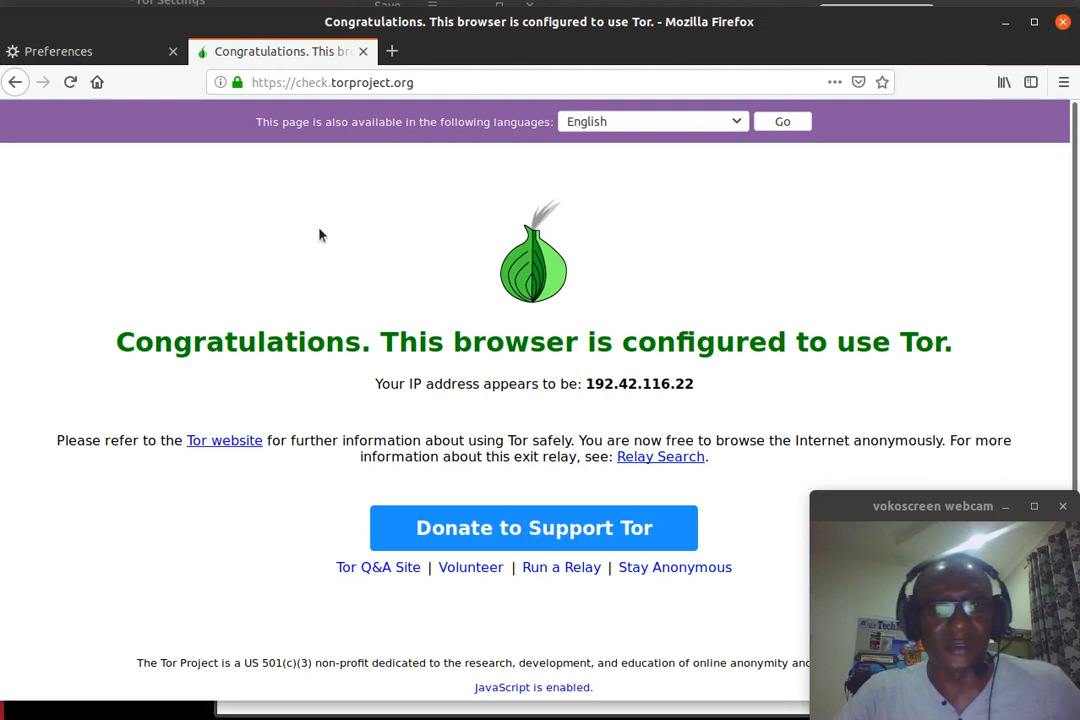 Tor Settings
Save
Congratulations. This browser is configured to use Tor. - Mozilla Firefox
Preferences
Congratulations. This br
https://check.torproject.org
This page is also available in the following languages:
English
Go
Congratulations. This browser is configured to use Tor.
Your IP address appears to be: 192.42.116.22
Please refer to the Tor website for further information about using Tor safely. You are now free to browse the Internet anonymously. For more
information about this exit relay, see: Relay Search.
vokoscreen webcam
Donate to Support Tor
Tor Q&A Site | Volunteer | Run a Relay | Stay Anonymous
Tech
The Tor Project is a US 501(c)(3) non-profit dedicated to the research, development, and education of online anonymity and
JavaScript is enabled.